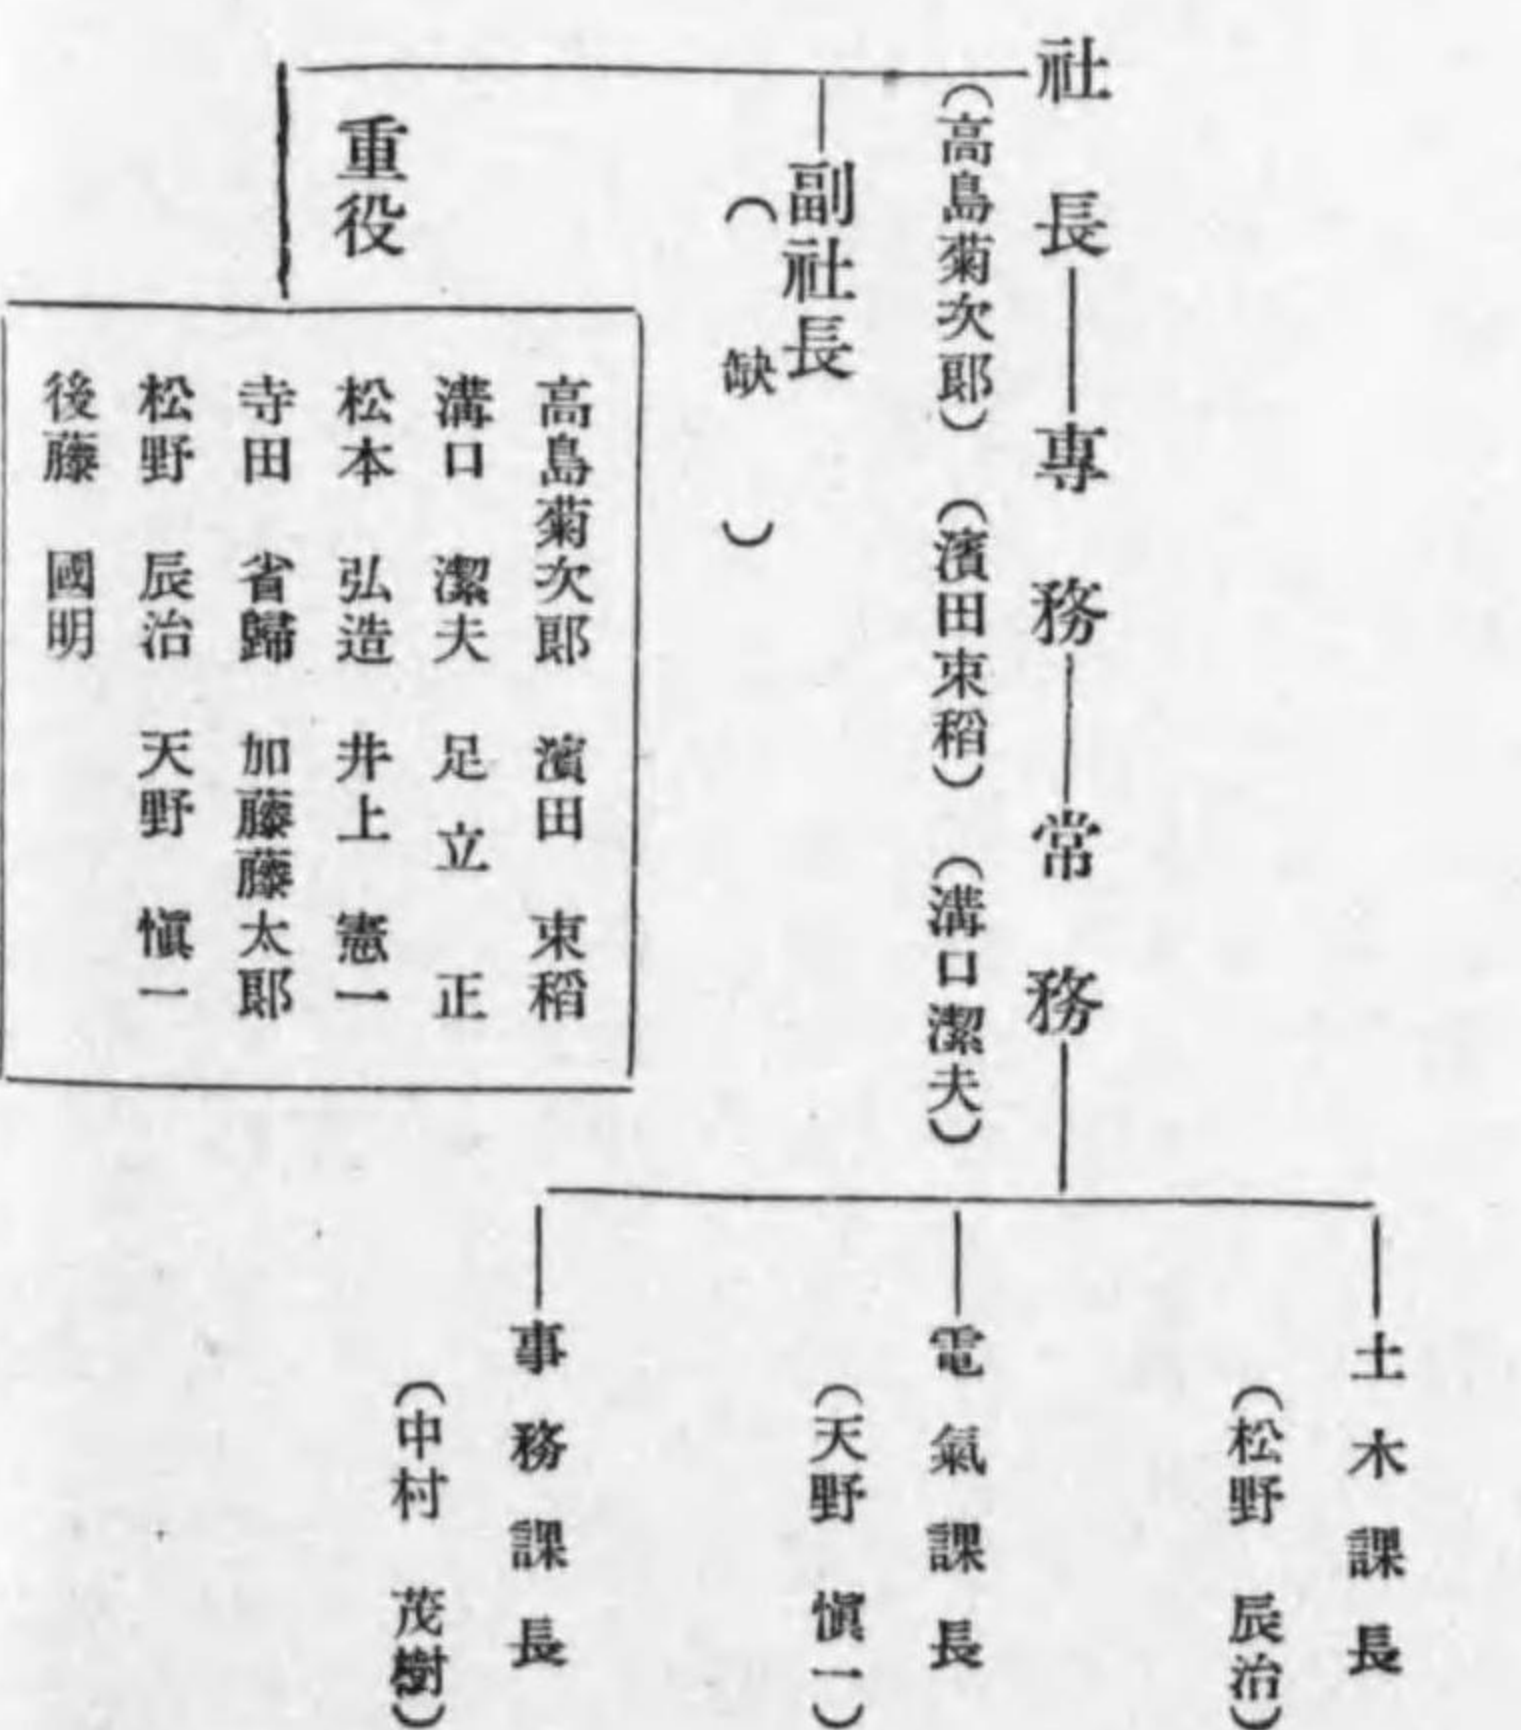 社長―專務―常務
(高島菊次郎) (濱田束稻) (溝口潔夫)
土木課長
(松野 辰治)
電氣課長
(天野 愼一)
事務課長
(中村 茂樹)
副社長
( 缺 )
重役
高島菊次郎 濱田 束稻
溝口 潔夫 足立 正
松本 弘造 井上 憲一
寺田 省歸 加藤藤太郎
松野 辰治 天野 愼一
後藤 國明